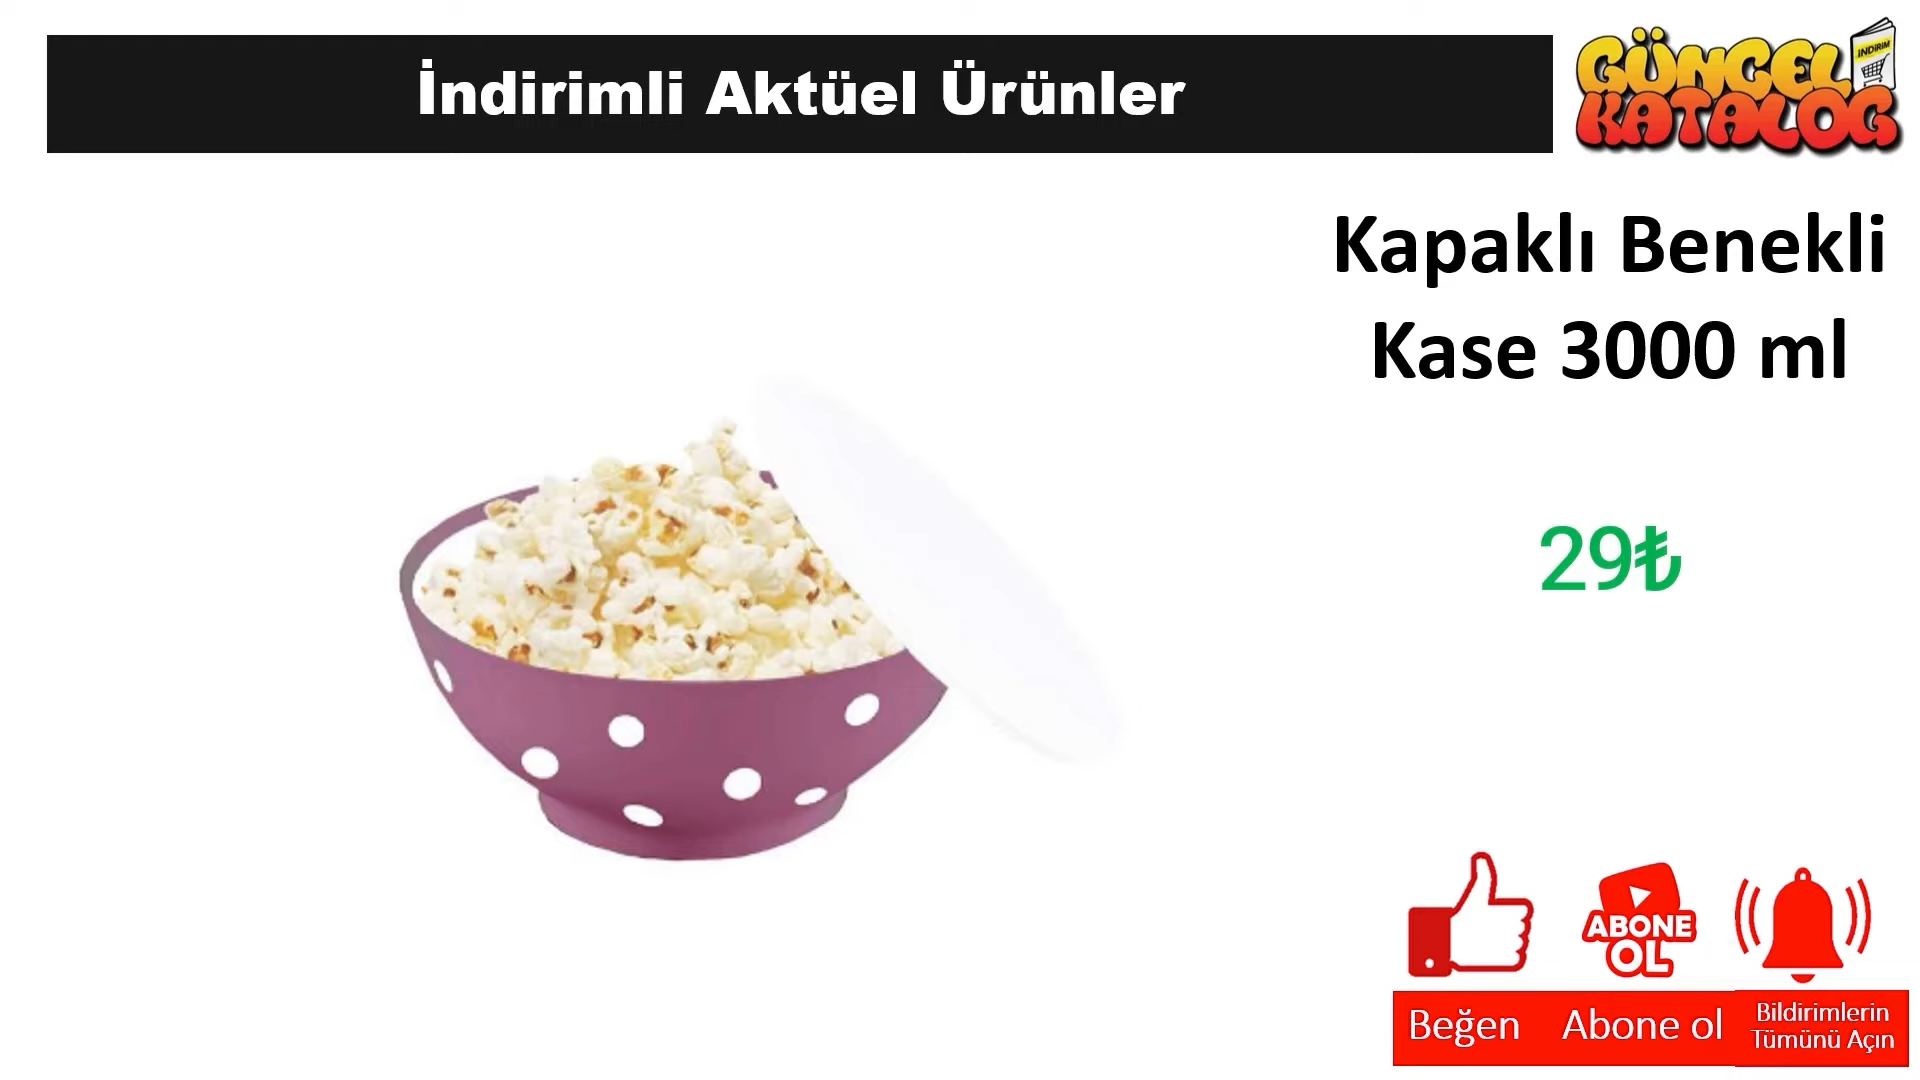 İndirimli Aktüel Ürünler
GÜNCEL
KATALOG
İNDİRİM
Kapaklı Benekli
Kase 3000 ml
29₺
ABONE
OL
Beğen
Abone ol
Bildirimlerin
Tümünü Açın